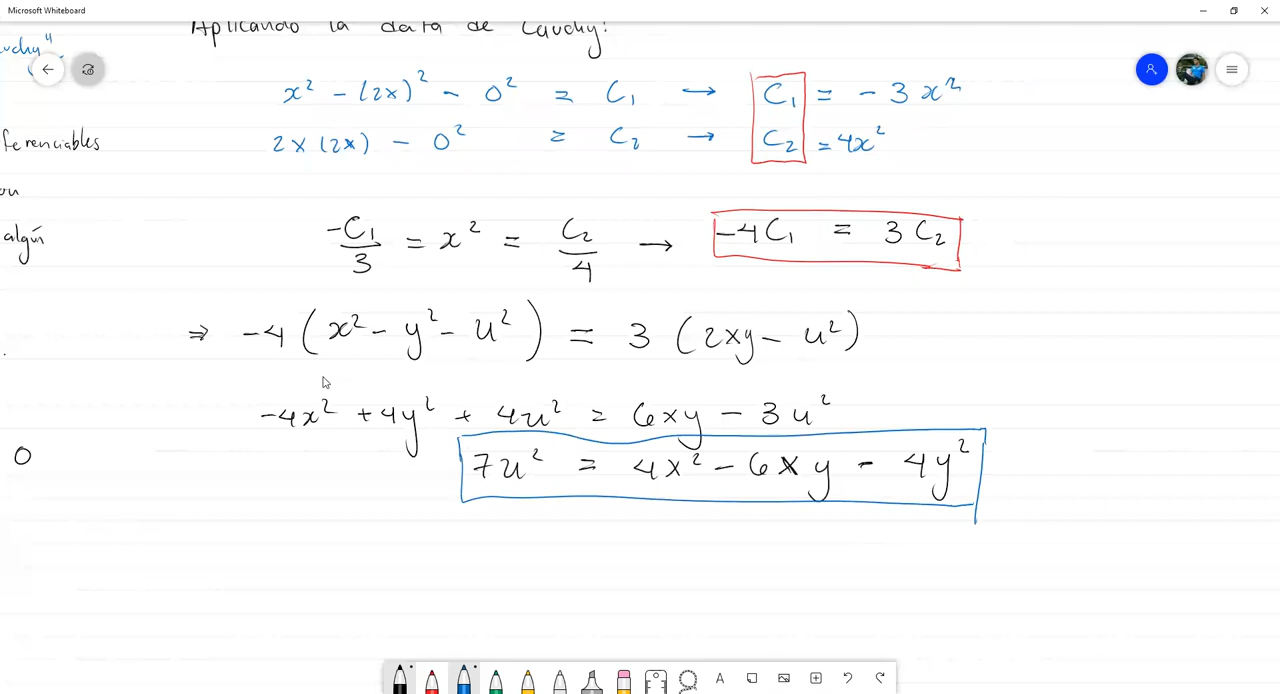 Microsoft Whiteboard
Aplicando la data de Cauchy:
uchy"
x² - (2x)² - 0² = C₁ → C₁ = - 3x²
2x(2x) - 0² = C₂ → C₂ = 4x²
ferenciables
on
algún
-C₁/3 = x² = C₂/4 → -4C₁ = 3C₂
⇒ -4(x² - y² - u²) = 3(2xy - u²)
-4x² + 4y² + 4u² = 6xy - 3u²
0
7u² = 4x² - 6xy - 4y²
A